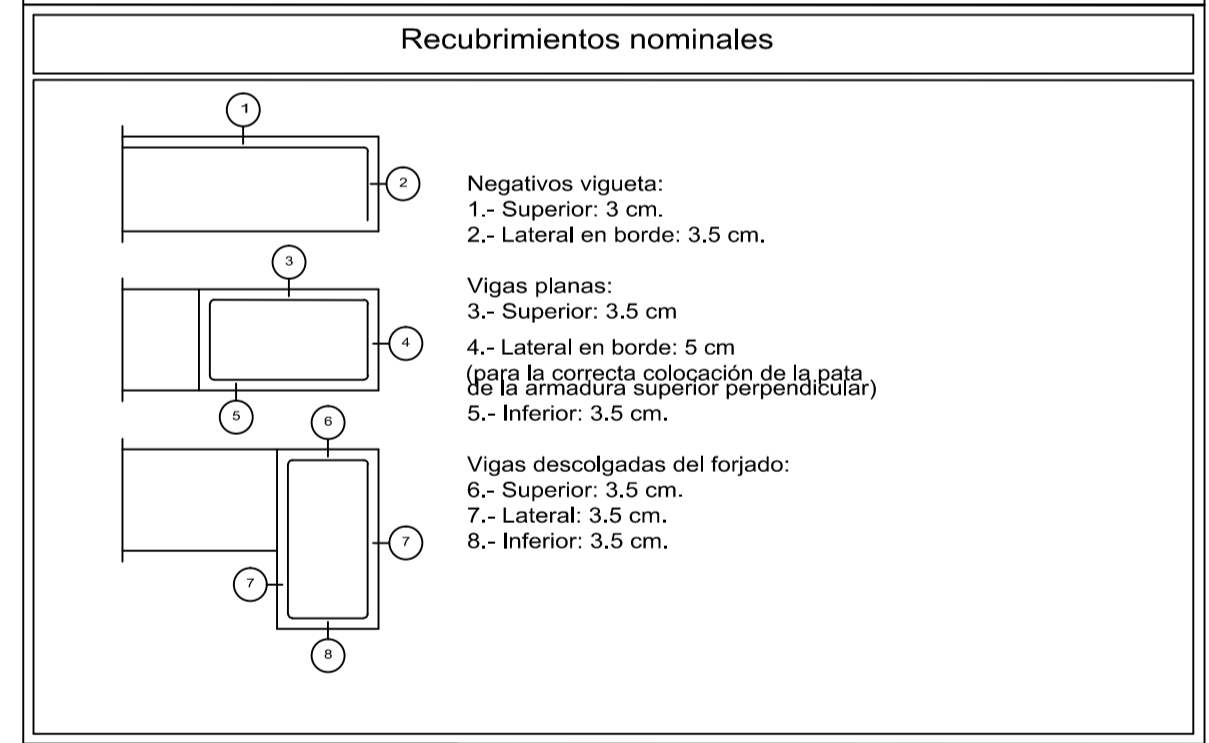 Recubrimientos nominales
1
2
Negativos vigueta:
1.- Superior: 3 cm.
2.- Lateral en borde: 3.5 cm.
3
4
5
Vigas planas:
3.- Superior: 3.5 cm
4.- Lateral en borde: 5 cm
(para la correcta colocación de la pata
de la armadura superior perpendicular)
5.- Inferior: 3.5 cm.
6
7
7
8
Vigas descolgadas del forjado:
6.- Superior: 3.5 cm.
7.- Lateral: 3.5 cm.
8.- Inferior: 3.5 cm.